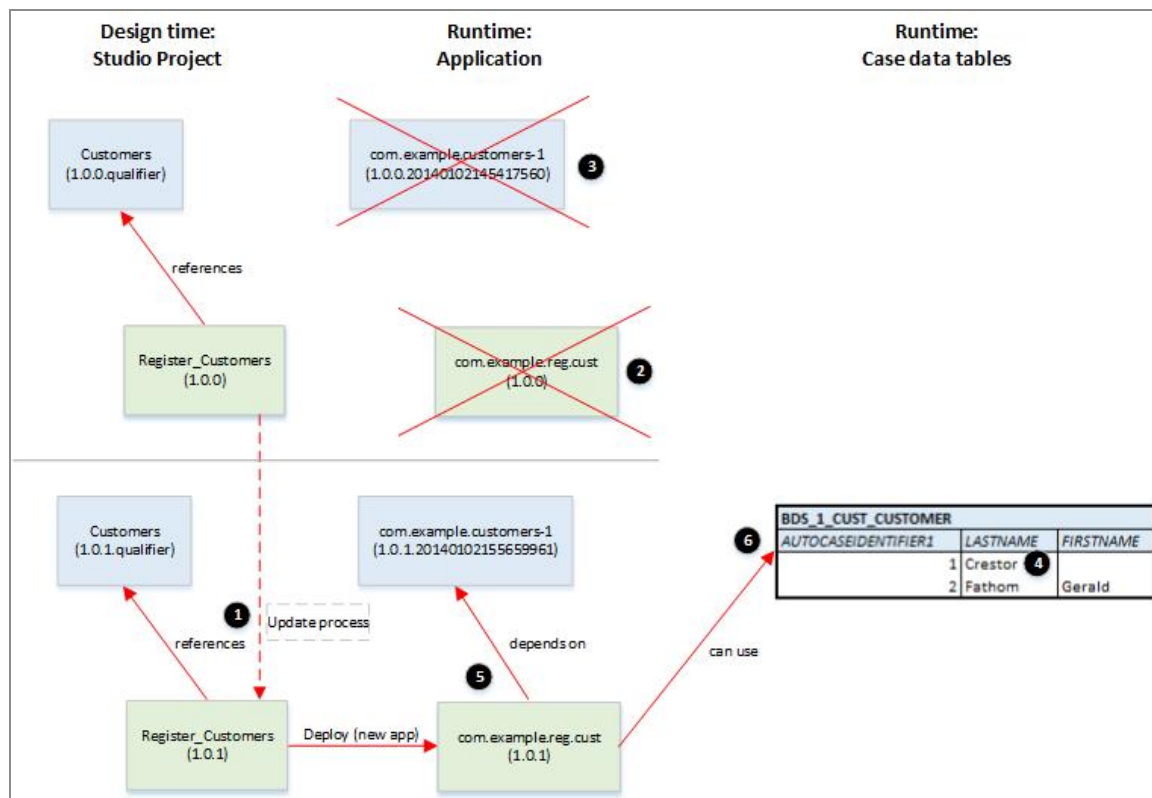 Design time:
Studio Project
Runtime:
Application
Runtime:
Case data tables
Customers
(1.0.0.qualifier)
com.example.customers-1
(1.0.0.20140102145417560)
3
references
Register_Customers
(1.0.0)
com.example.reg.cust
(1.0.0)
2
Customers
(1.0.1.qualifier)
com.example.customers-1
(1.0.1.20140102155659961)
BDS_1_CUST_CUSTOMER
6
AUTOCASEIDENTIFIER1 LASTNAME FIRSTNAME
1 Crestor 4
2 Fathom Gerald
1
Update process
references
depends on
can use
5
Register_Customers
(1.0.1)
Deploy (new app)
com.example.reg.cust
(1.0.1)